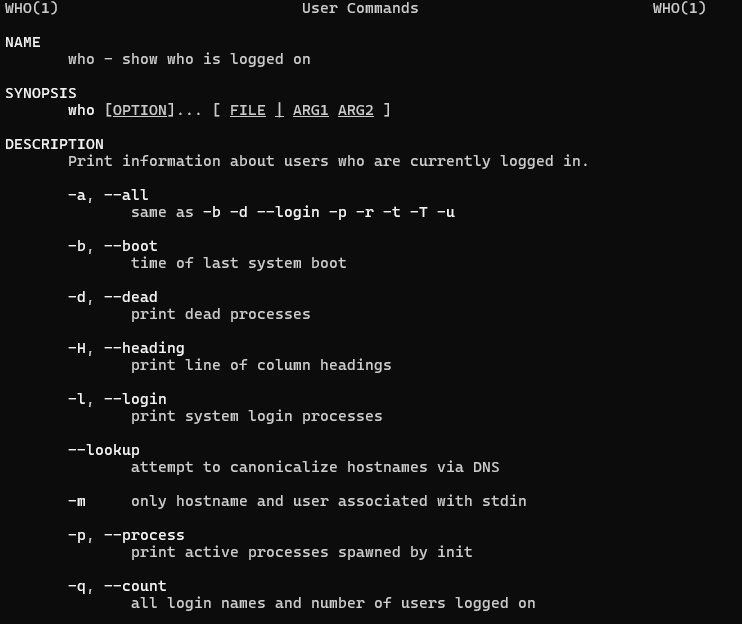 WHO(1) User Commands WHO(1)
NAME
who - show who is logged on
SYNOPSIS
who [OPTION]... [ FILE | ARG1 ARG2 ]
DESCRIPTION
Print information about users who are currently logged in.
-a, --all
same as -b -d --login -p -r -t -T -u
-b, --boot
time of last system boot
-d, --dead
print dead processes
-H, --heading
print line of column headings
-l, --login
print system login processes
--lookup
attempt to canonicalize hostnames via DNS
-m only hostname and user associated with stdin
-p, --process
print active processes spawned by init
-q, --count
all login names and number of users logged on